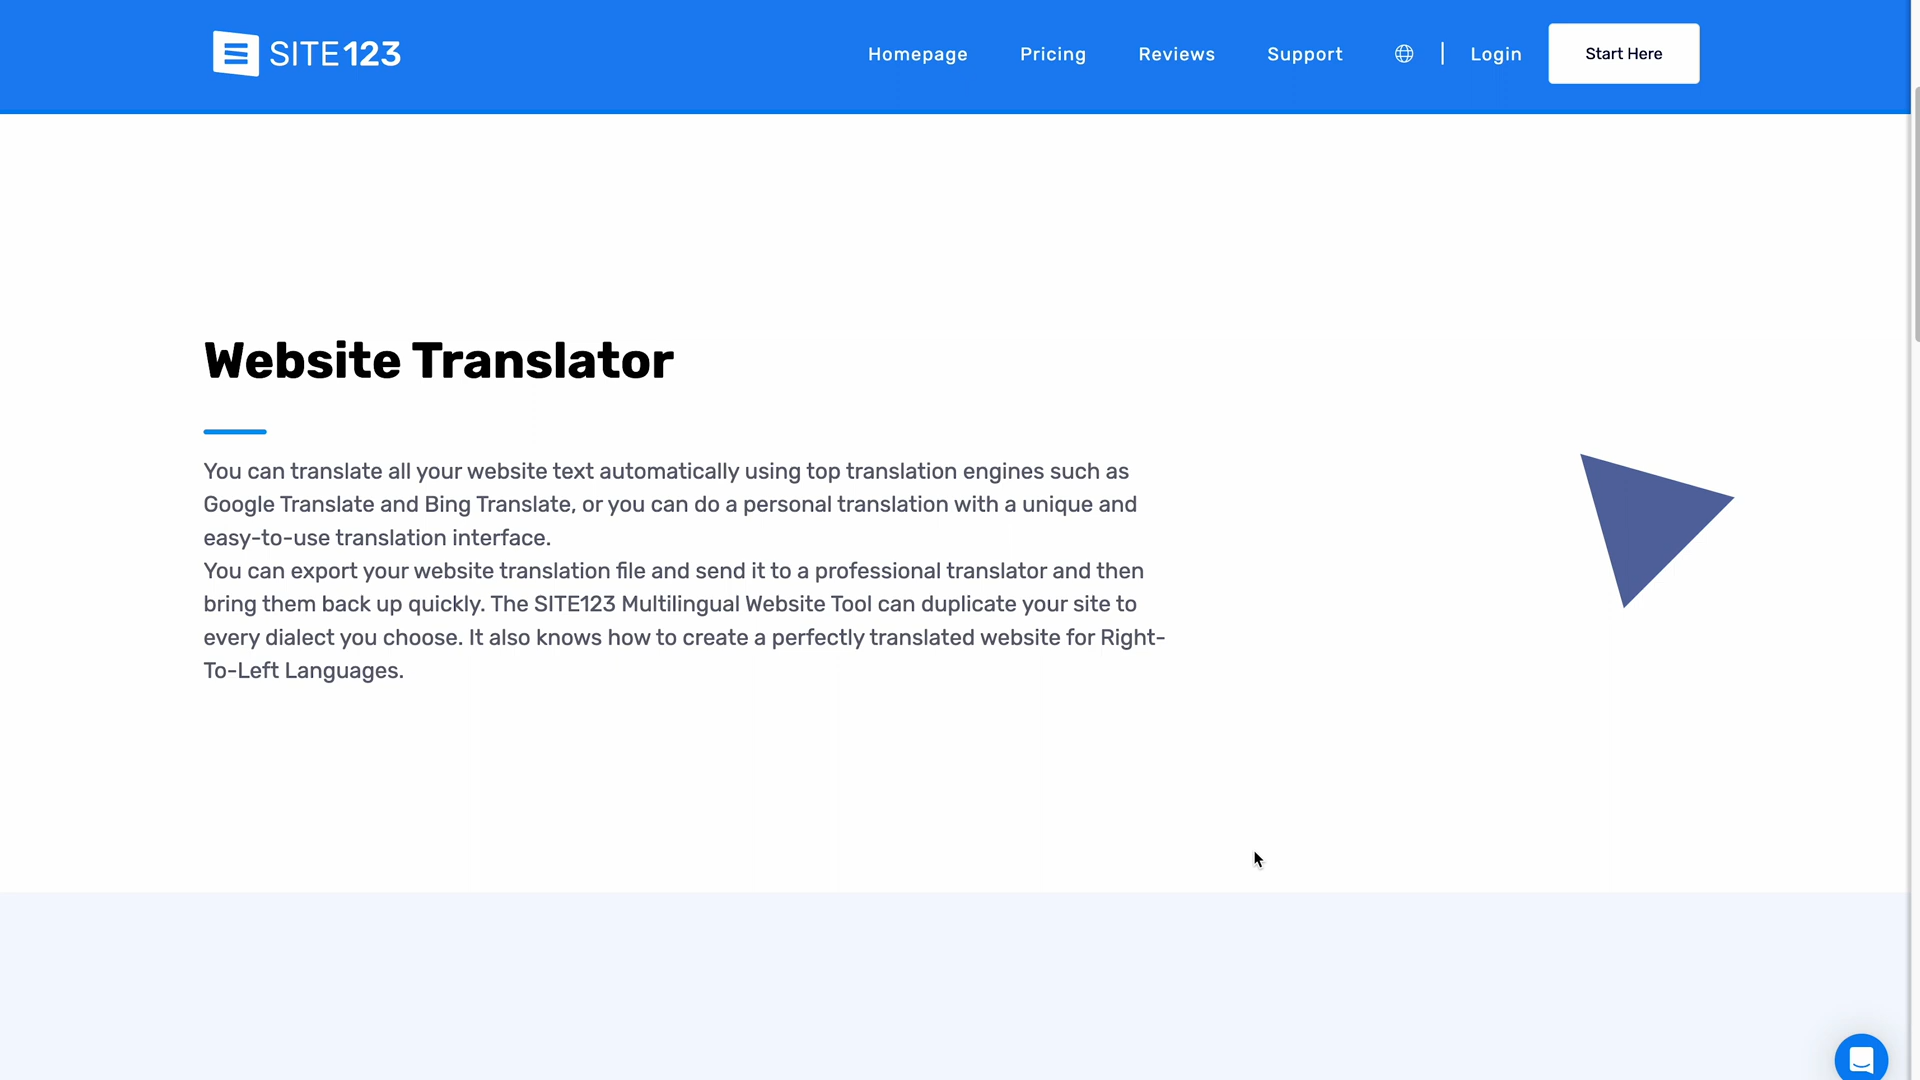 SITE123
Homepage
Pricing
Reviews
Support
Login
Start Here
Website Translator
You can translate all your website text automatically using top translation engines such as
Google Translate and Bing Translate, or you can do a personal translation with a unique and
easy-to-use translation interface.
You can export your website translation file and send it to a professional translator and then
bring them back up quickly. The SITE123 Multilingual Website Tool can duplicate your site to
every dialect you choose. It also knows how to create a perfectly translated website for Right-
To-Left Languages.